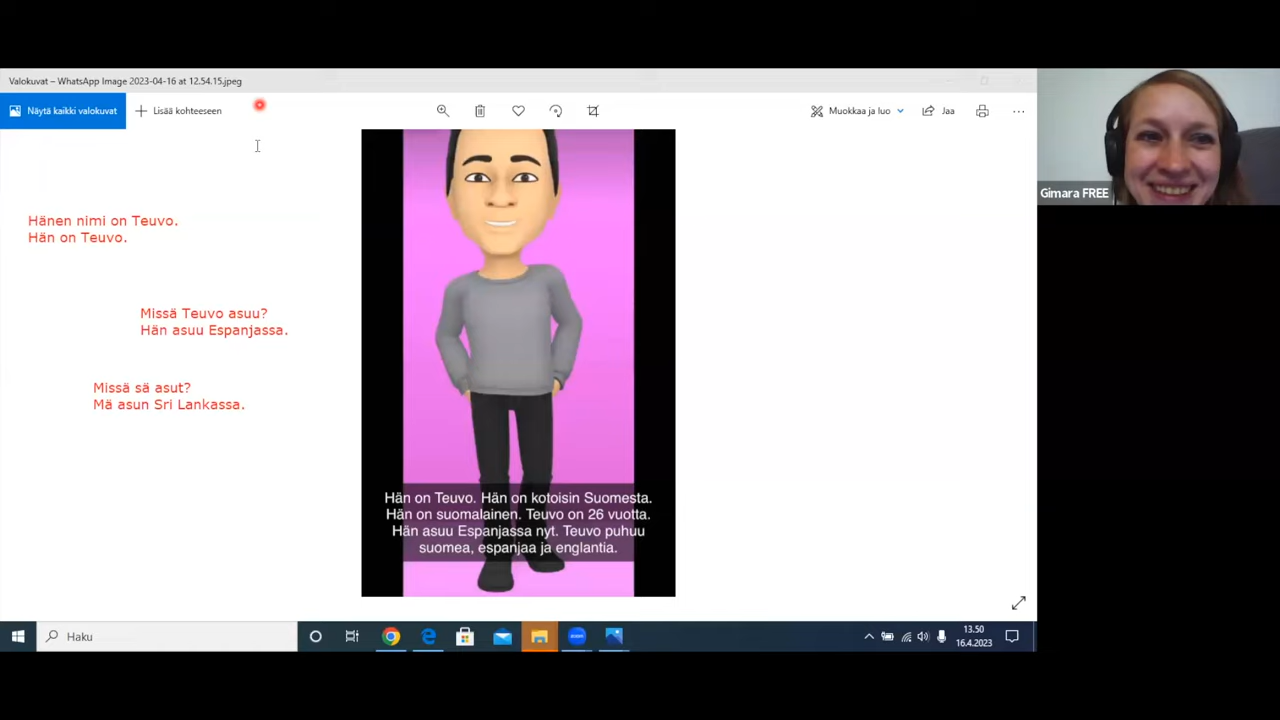 Valokuvat – WhatsApp Image 2023-04-16 at 12.54.15.jpeg
Näytä kaikki valokuvat
Lisää kohteeseen
Muokkaa ja luo
Jaa
Gimara FREE
Hänen nimi on Teuvo.
Hän on Teuvo.
Missä Teuvo asuu?
Hän asuu Espanjassa.
Missä sä asut?
Mä asun Sri Lankassa.
Hän on Teuvo. Hän on kotoisin Suomesta.
Hän on suomalainen. Teuvo on 26 vuotta.
Hän asuu Espanjassa nyt. Teuvo puhuu
suomea, espanjaa ja englantia.
Haku
zoom
13.50
16.4.2023